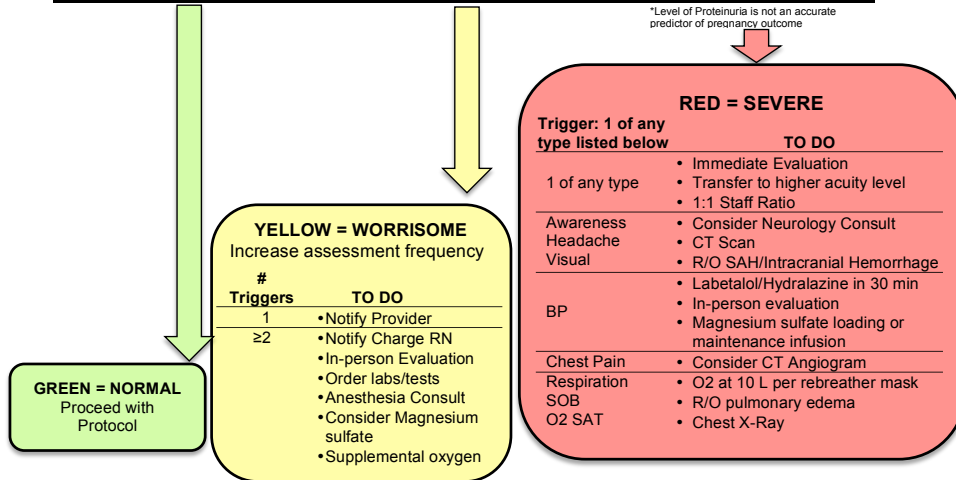 *Level of Proteinuria is not an accurate
predictor of pregnancy outcome
RED = SEVERE
Trigger: 1 of any
type listed below
TO DO
1 of any type
• Immediate Evaluation
• Transfer to higher acuity level
• 1:1 Staff Ratio
Awareness
Headache
Visual
• Consider Neurology Consult
• CT Scan
• R/O SAH/Intracranial Hemorrhage
BP
• Labetalol/Hydralazine in 30 min
• In-person evaluation
• Magnesium sulfate loading or
maintenance infusion
Chest Pain
• Consider CT Angiogram
Respiration
SOB
O2 SAT
• O2 at 10 L per rebreather mask
• R/O pulmonary edema
• Chest X-Ray
YELLOW = WORRISOME
Increase assessment frequency
#
Triggers
TO DO
1
•Notify Provider
≥2
•Notify Charge RN
•In-person Evaluation
•Order labs/tests
•Anesthesia Consult
•Consider Magnesium
sulfate
•Supplemental oxygen
GREEN = NORMAL
Proceed with
Protocol